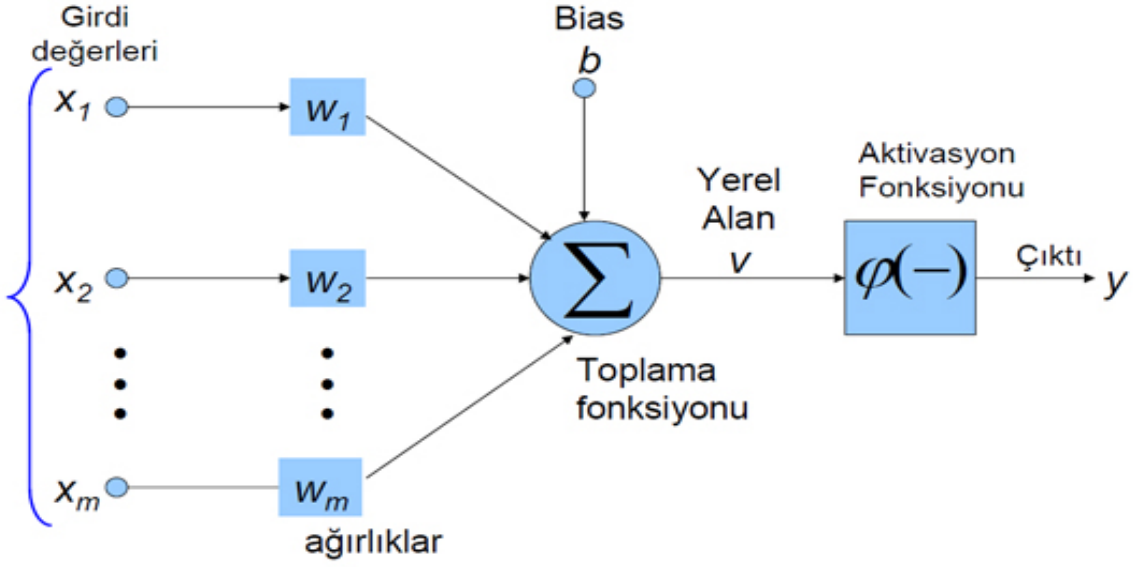 Girdi
değerleri
Bias
b
x1
w1
Aktivasyon
Fonksiyonu
Yerel
Alan
v
x2
w2
∑
φ(−)
Çıktı
y
Toplama
fonksiyonu
xm
wm
ağırlıklar